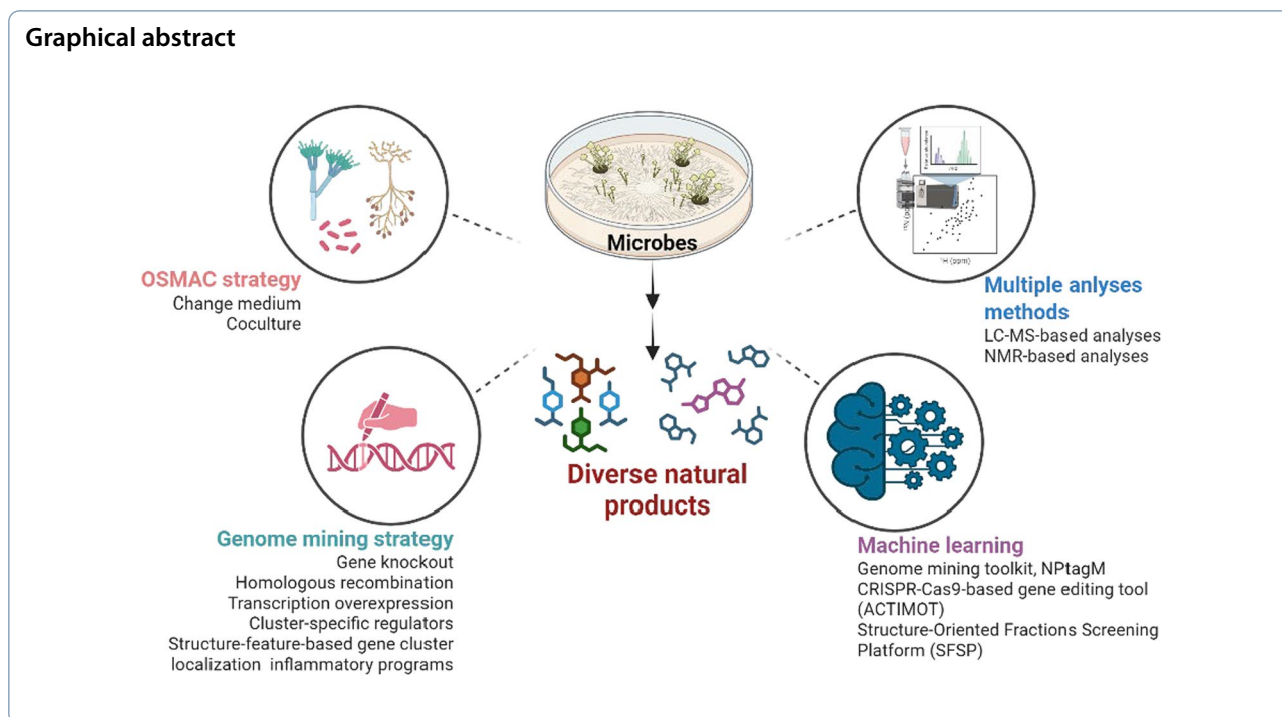 Graphical abstract
Microbes
OSMAC strategy
Change medium
Coculture
¹H (ppm)
Multiple anlyses
methods
LC-MS-based analyses
NMR-based analyses
Diverse natural
products
Genome mining strategy
Gene knockout
Homologous recombination
Transcription overexpression
Cluster-specific regulators
Structure-feature-based gene cluster
localization inflammatory programs
Machine learning
Genome mining toolkit, NPtagM
CRISPR-Cas9-based gene editing tool
(ACTIMOT)
Structure-Oriented Fractions Screening
Platform (SFSP)